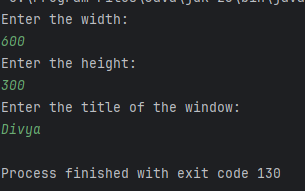 Enter the width:
600
Enter the height:
300
Enter the title of the window:
Divya
Process finished with exit code 130